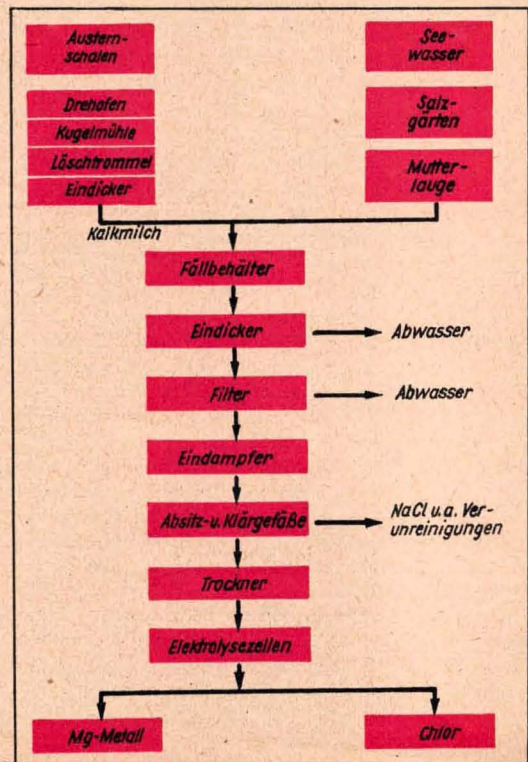 Austern-
schalen
See-
wasser
Drehofen
Kugelmühle
Löschtrommel
Eindicker
Salz-
gärten
Mutter-
lauge
Kalkmilch
Fällbehälter
Eindicker
Abwasser
Filter
Abwasser
Eindampfer
Absitz-u. Klärgefäße
NaCl u.a. Ver-
unreinigungen
Trockner
Elektrolysezellen
Mg-Metall
Chlor